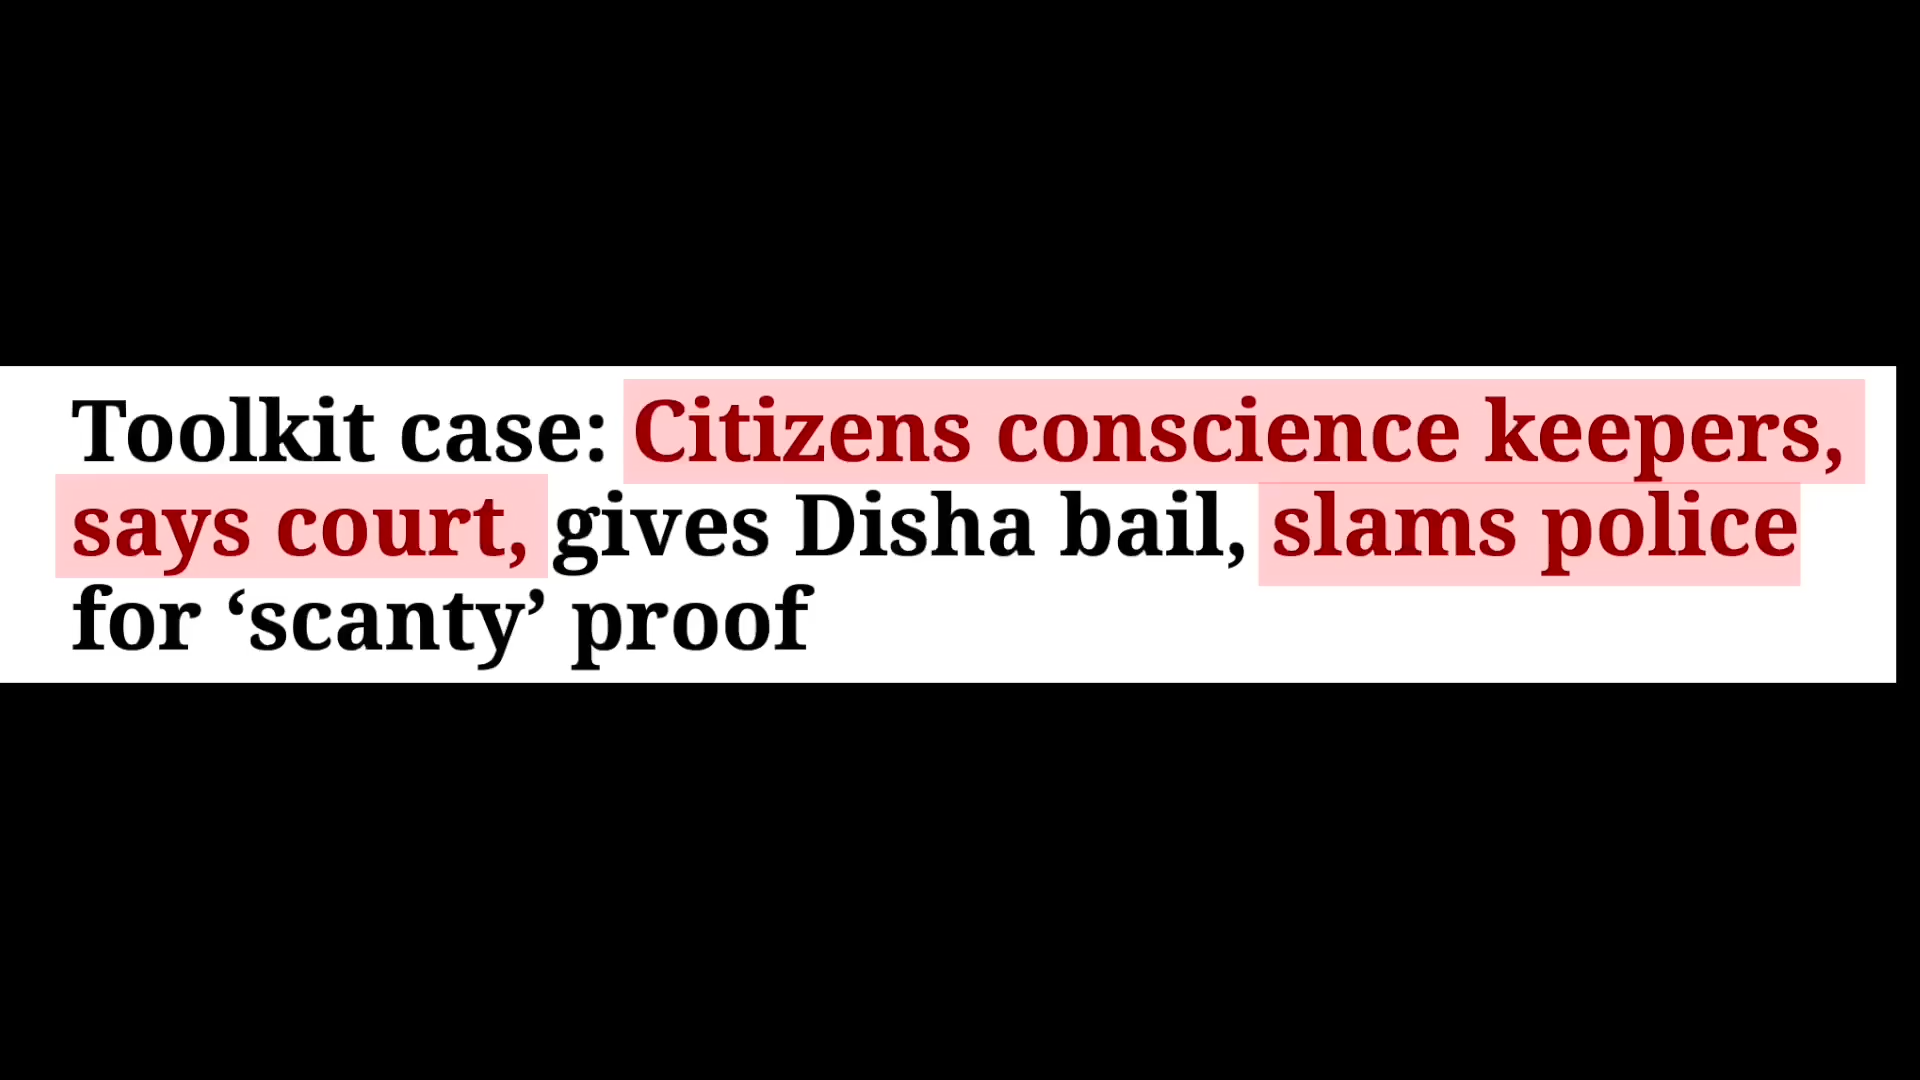 Toolkit case: Citizens conscience keepers,
says court, gives Disha bail, slams police
for ‘scanty’ proof